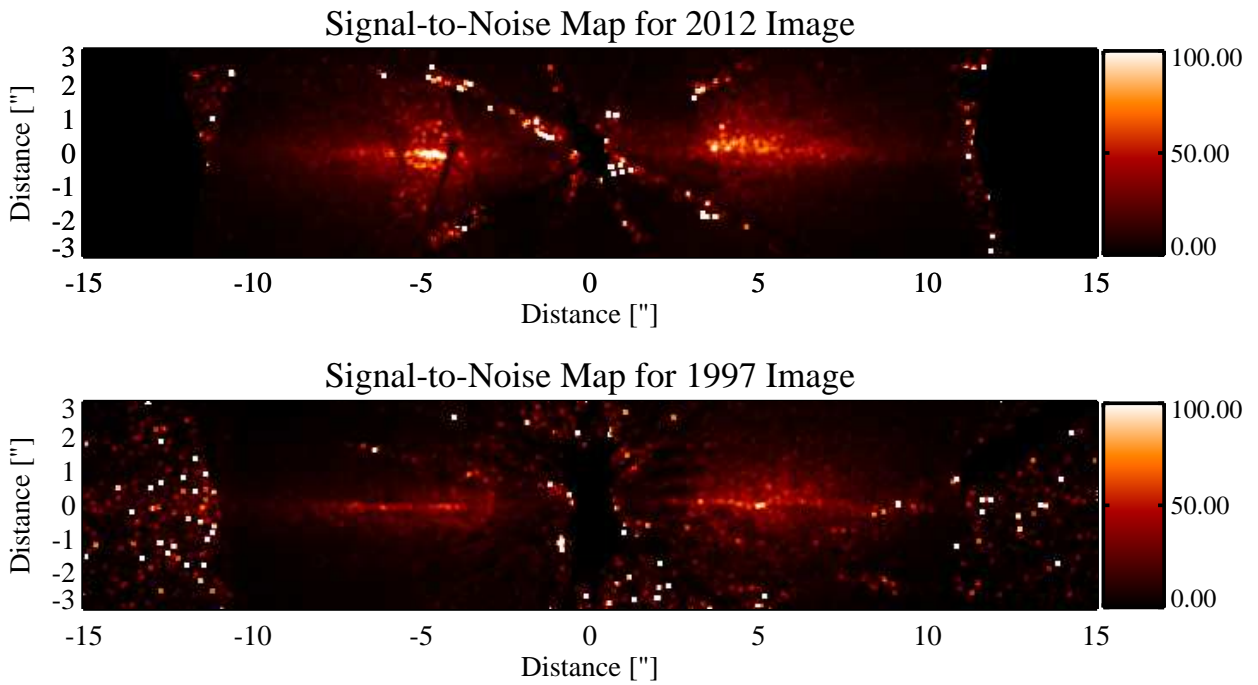 Signal-to-Noise Map for 2012 Image
3
2
1
0
-1
-2
-3
Distance ["]
-15 -10 -5 0 5 10 15
Distance ["]
100.00
50.00
0.00
Signal-to-Noise Map for 1997 Image
3
2
1
0
-1
-2
-3
Distance ["]
-15 -10 -5 0 5 10 15
Distance ["]
100.00
50.00
0.00